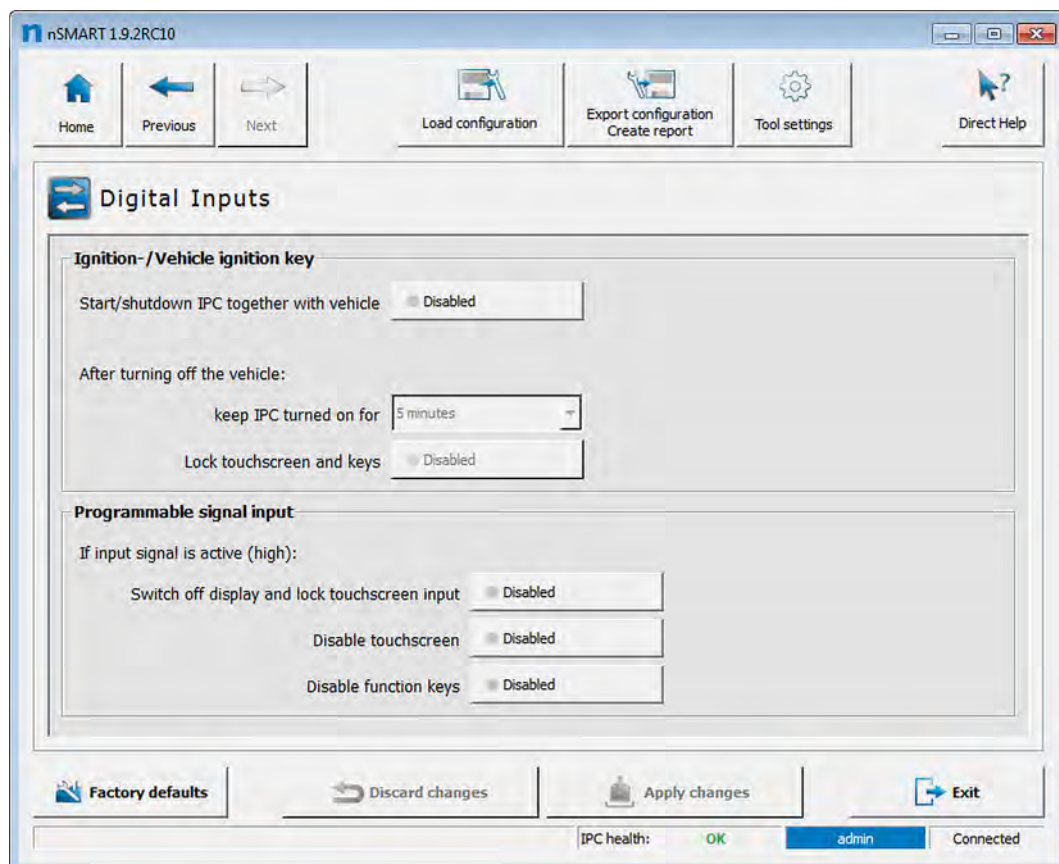 nSMART 1.9.2RC10
Home
Previous
Next
Load configuration
Export configuration
Create report
Tool settings
?
Direct Help
Digital Inputs
Ignition-/Vehicle ignition key
Start/shutdown IPC together with vehicle
Disabled
After turning off the vehicle:
keep IPC turned on for
5 minutes
Lock touchscreen and keys
Disabled
Programmable signal input
If input signal is active (high):
Switch off display and lock touchscreen input
Disabled
Disable touchscreen
Disabled
Disable function keys
Disabled
Factory defaults
Discard changes
Apply changes
Exit
IPC health:
OK
admin
Connected